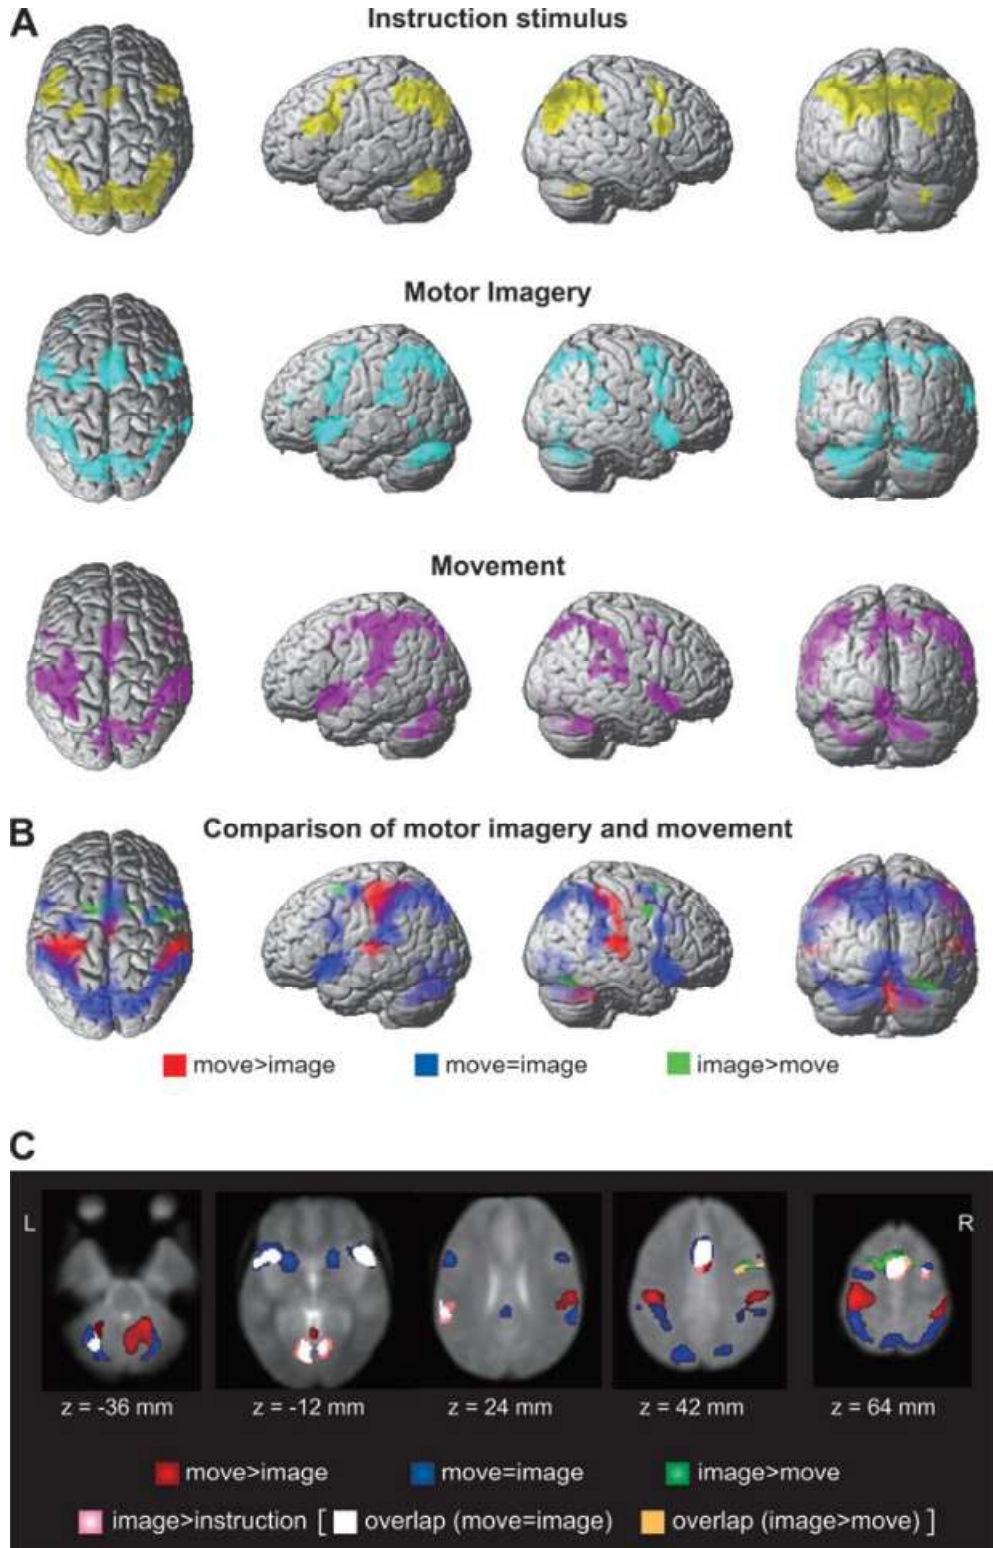 A
Instruction stimulus
Motor Imagery
Movement
B
Comparison of motor imagery and movement
move>image move=image image>move
C
L R
z = -36 mm z = -12 mm z = 24 mm z = 42 mm z = 64 mm
move>image move=image image>move
image>instruction [ overlap (move=image) overlap (image>move) ]